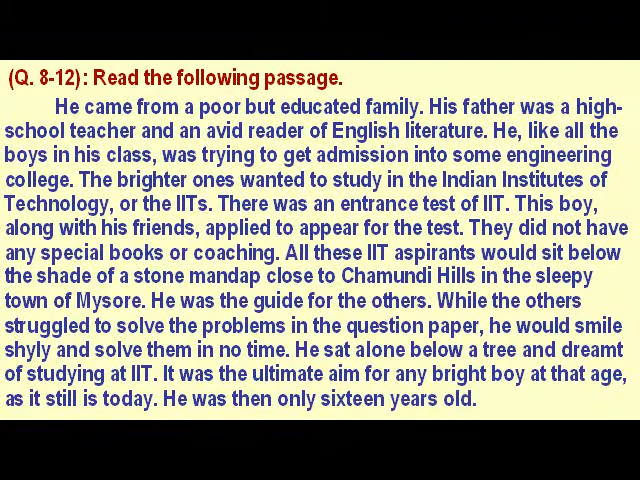 (Q. 8-12): Read the following passage.
He came from a poor but educated family. His father was a high-
school teacher and an avid reader of English literature. He, like all the
boys in his class, was trying to get admission into some engineering
college. The brighter ones wanted to study in the Indian Institutes of
Technology, or the IITs. There was an entrance test of IIT. This boy,
along with his friends, applied to appear for the test. They did not have
any special books or coaching. All these IIT aspirants would sit below
the shade of a stone mandap close to Chamundi Hills in the sleepy
town of Mysore. He was the guide for the others. While the others
struggled to solve the problems in the question paper, he would smile
shyly and solve them in no time. He sat alone below a tree and dreamt
of studying at IIT. It was the ultimate aim for any bright boy at that age,
as it still is today. He was then only sixteen years old.